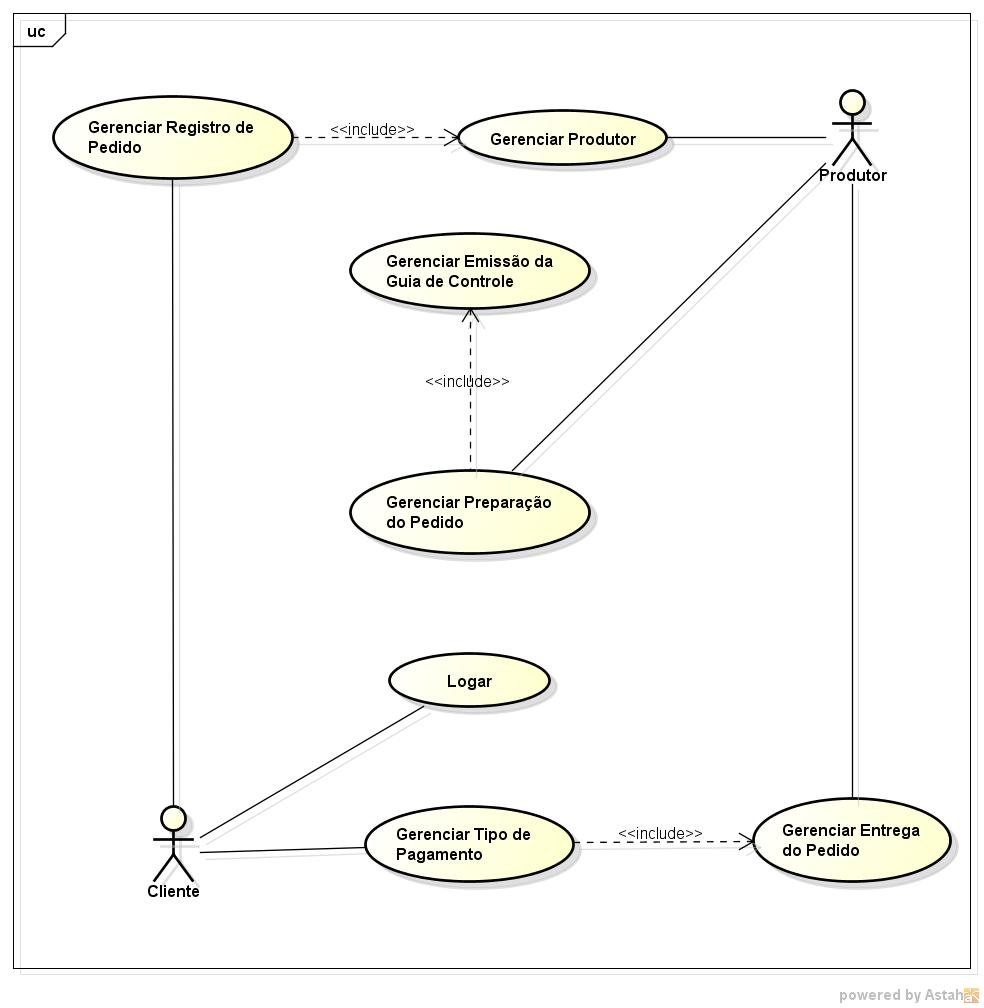 uc
Gerenciar Registro de
Pedido
<<include>>
Gerenciar Produtor
Produtor
Gerenciar Emissão da
Guia de Controle
<<include>>
Gerenciar Preparação
do Pedido
Logar
Cliente
Gerenciar Tipo de
Pagamento
<<include>>
Gerenciar Entrega
do Pedido
powered by Astah